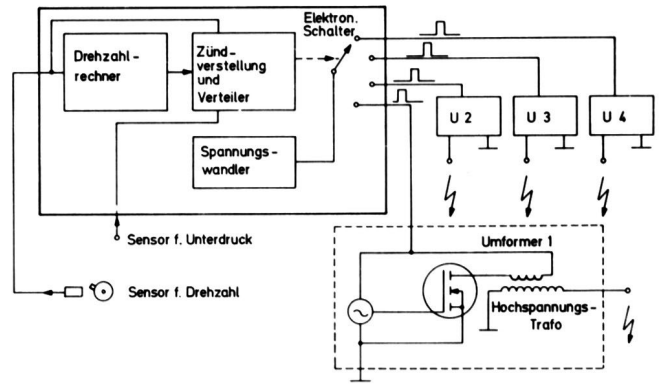 Elektron.
Schalter
Drehzahl-
rechner
Zünd-
verstellung
und
Verteiler
Spannungs-
wandler
U 2
U 3
U 4
Sensor f. Unterdruck
Sensor f. Drehzahl
Umformer 1
Hochspannungs-
Trafo